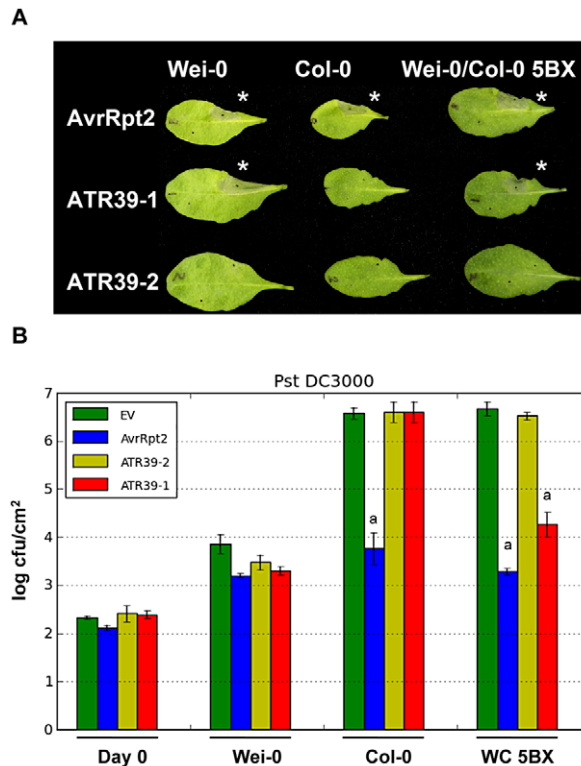 A
Wei-0 Col-0 Wei-0/Col-0 5BX
AvrRpt2 * * *
ATR39-1 * *
ATR39-2
B
Pst DC3000
7
6
5
4
3
2
1
0
log cfu/cm²
EV
AvrRpt2
ATR39-2
ATR39-1
a
a
a
Day 0 Wei-0 Col-0 WC 5BX